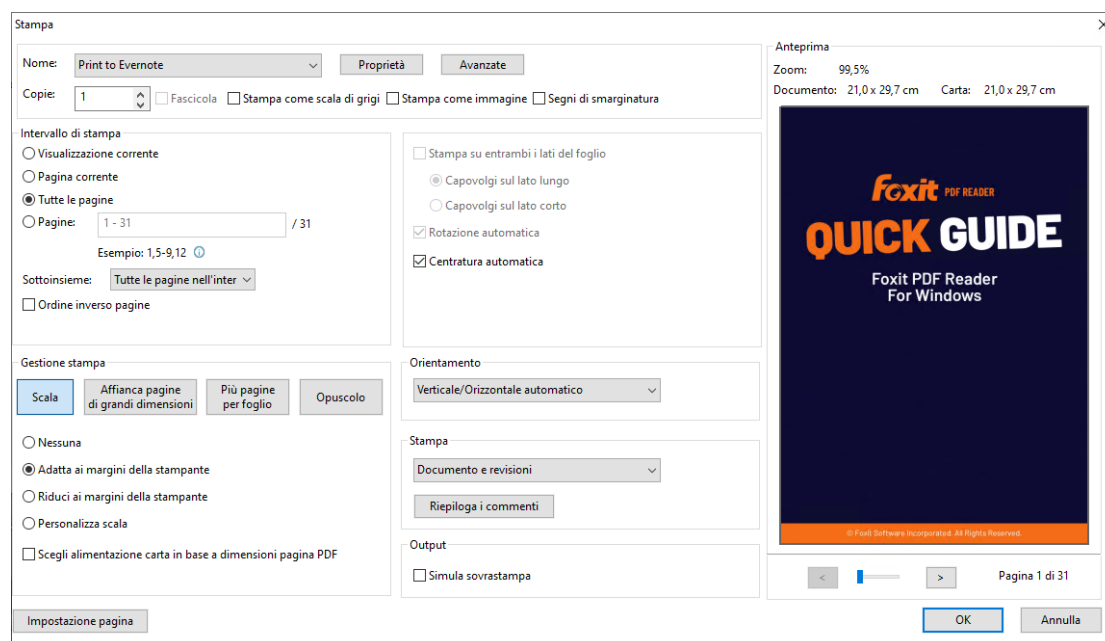 Stampa
Nome: Print to Evernote Proprietà Avanzate
Copie: 1 Fascicola Stampa come scala di grigi Stampa come immagine Segni di smarginatura
Intervallo di stampa
Visualizzazione corrente
Pagina corrente
Tutte le pagine
Pagine: 1 - 31 / 31
Esempio: 1,5-9,12
Sottoinsieme: Tutte le pagine nell'inter
Ordine inverso pagine
Stampa su entrambi i lati del foglio
Capovolgi sul lato lungo
Capovolgi sul lato corto
Rotazione automatica
Centratura automatica
Gestione stampa
Scala
Affianca pagine
di grandi dimensioni
Più pagine
per foglio
Opuscolo
Nessuna
Adatta ai margini della stampante
Riduci ai margini della stampante
Personalizza scala
Scegli alimentazione carta in base a dimensioni pagina PDF
Orientamento
Verticale/Orizzontale automatico
Stampa
Documento e revisioni
Riepiloga i commenti
Output
Simula sovrastampa
Anteprima
Zoom: 99,5%
Documento: 21,0 x 29,7 cm Carta: 21,0 x 29,7 cm
Foxit PDF READER
QUICK GUIDE
Foxit PDF Reader
For Windows
© Foxit Software Incorporated. All Rights Reserved.
< > Pagina 1 di 31
Impostazione pagina
OK Annulla